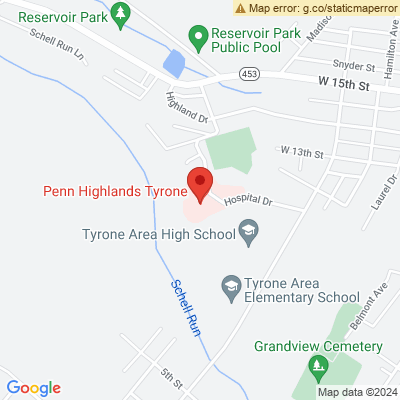 Map error: g.co/staticmaperror
Reservoir Park
Schell Run Ln
Reservoir Park
Public Pool
Madiso
Hamilton Ave
Snyder St
453
W 15th St
Highland Dr
W 13th St
Penn Highlands Tyrone
Hospital Dr
Laurel Dr
Tyrone Area High School
Tyrone Area
Elementary School
Schell Run
Belmont Ave
Grandview Cemetery
5th St
Google
Map data ©2024